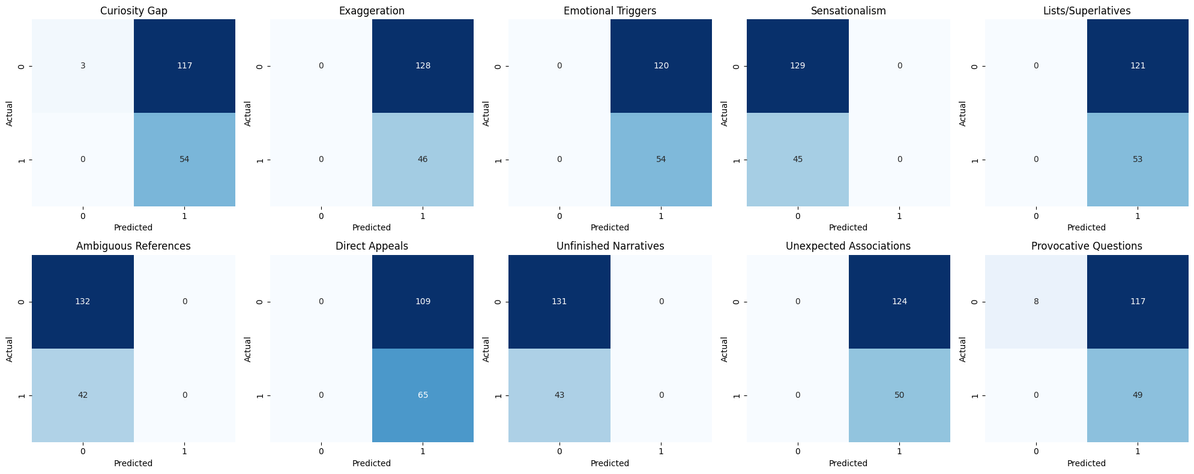 Curiosity Gap
Exaggeration
Emotional Triggers
Sensationalism
Lists/Superlatives
Actual
0
3
117
1
0
54
0
1
Predicted
Actual
0
0
128
1
0
46
0
1
Predicted
Actual
0
0
120
1
0
54
0
1
Predicted
Actual
0
129
0
1
45
0
0
1
Predicted
Actual
0
0
121
1
0
53
0
1
Predicted
Ambiguous References
Direct Appeals
Unfinished Narratives
Unexpected Associations
Provocative Questions
Actual
0
132
0
1
42
0
0
1
Predicted
Actual
0
0
109
1
0
65
0
1
Predicted
Actual
0
131
0
1
43
0
0
1
Predicted
Actual
0
0
124
1
0
50
0
1
Predicted
Actual
0
8
117
1
0
49
0
1
Predicted